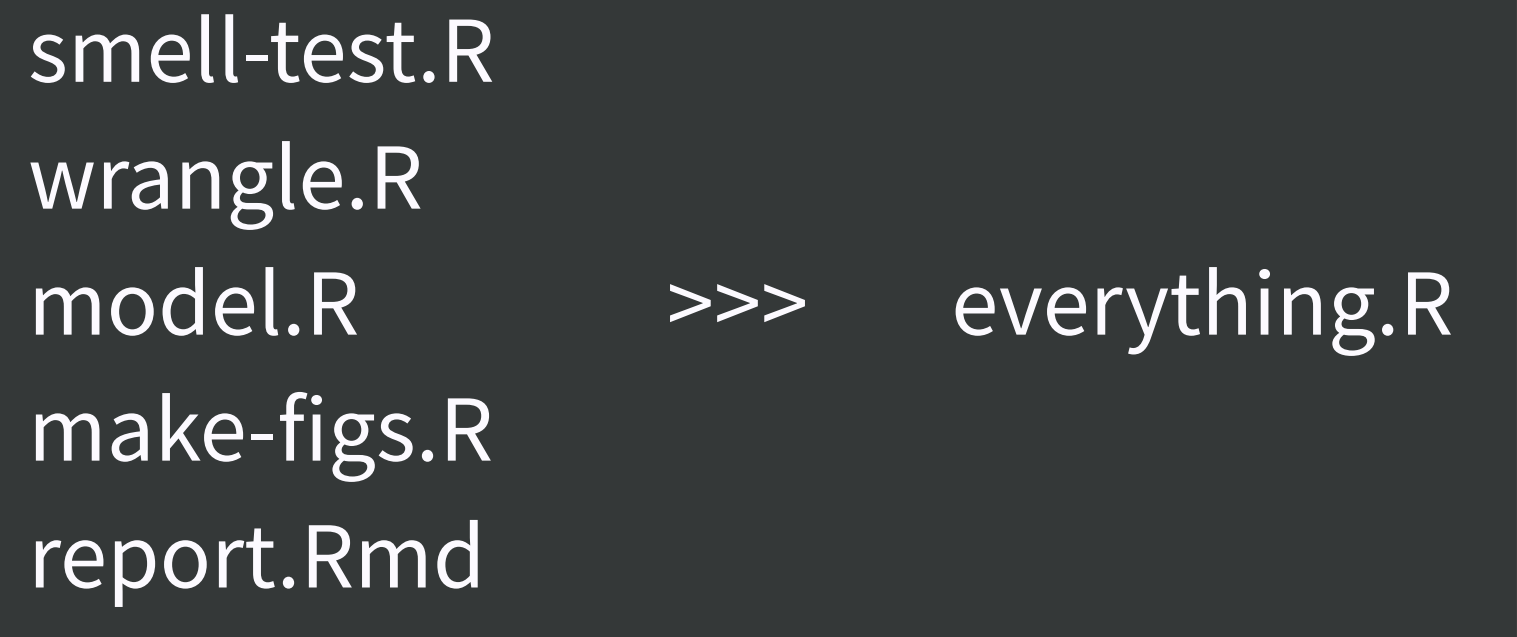 smell-test.R
wrangle.R
model.R >>> everything.R
make-figs.R
report.Rmd